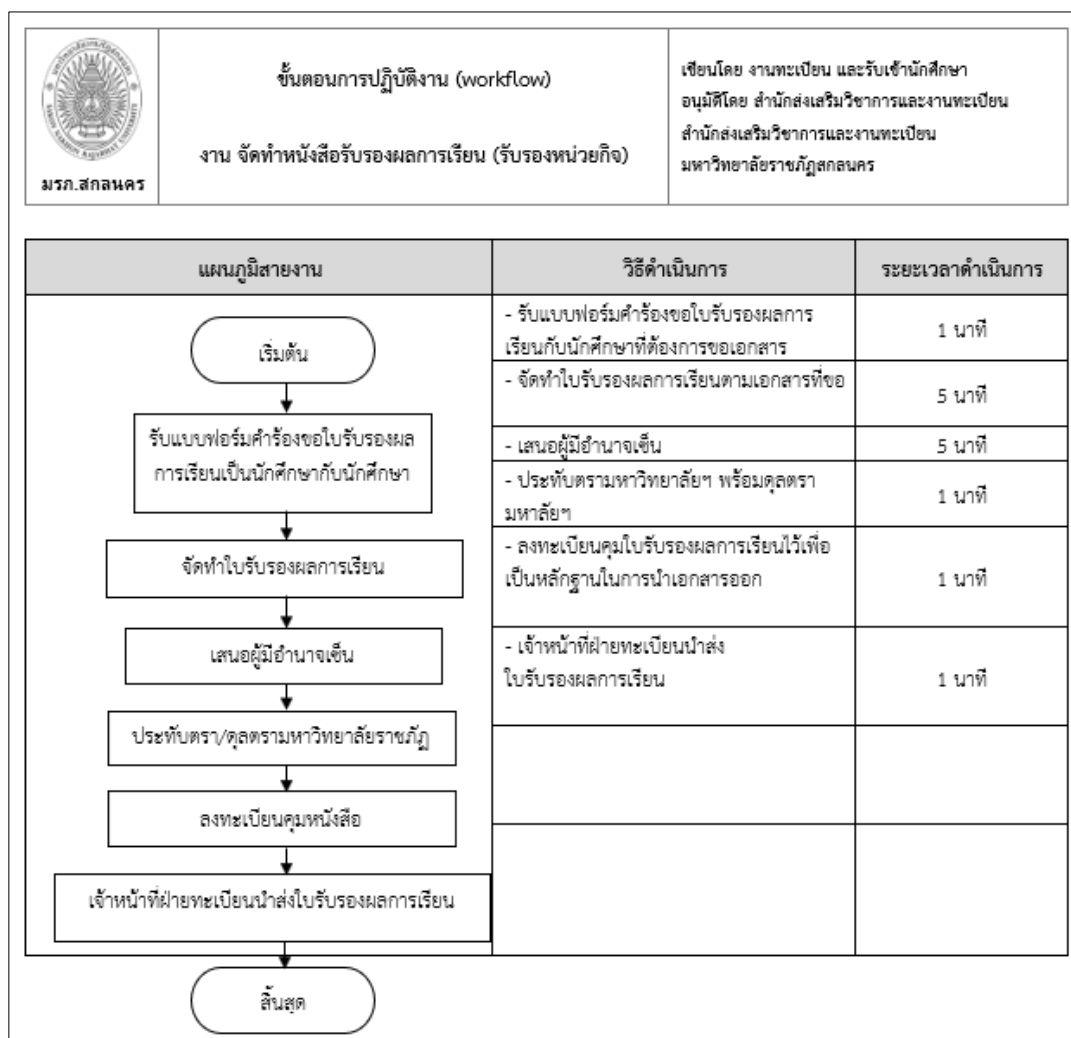 มรภ.สกลนคร
ขั้นตอนการปฏิบัติงาน (workflow)
งาน จัดทำหนังสือรับรองผลการเรียน (รับรองหน่วยกิจ)
เขียนโดย งานทะเบียน และรับเข้านักศึกษา
อนุมัติโดย สำนักส่งเสริมวิชาการและงานทะเบียน
สำนักส่งเสริมวิชาการและงานทะเบียน
มหาวิทยาลัยราชภัฏสกลนคร
แผนภูมิสายงาน
วิธีดำเนินการ
ระยะเวลาดำเนินการ
เริ่มต้น
รับแบบฟอร์มคำร้องขอใบรับรองผล
การเรียนเป็นนักศึกษากับนักศึกษา
จัดทำใบรับรองผลการเรียน
เสนอผู้มีอำนาจเซ็น
ประทับตรา/ดุลตรามหาวิทยาลัยราชภัฏ
ลงทะเบียนคุมหนังสือ
เจ้าหน้าที่ฝ่ายทะเบียนนำส่งใบรับรองผลการเรียน
สิ้นสุด
- รับแบบฟอร์มคำร้องขอใบรับรองผลการ
เรียนกับนักศึกษาที่ต้องการขอเอกสาร
1 นาที
- จัดทำใบรับรองผลการเรียนตามเอกสารที่ขอ
5 นาที
- เสนอผู้มีอำนาจเซ็น
5 นาที
- ประทับตรามหาวิทยาลัยฯ พร้อมดุลตรา
มหาลัยฯ
1 นาที
- ลงทะเบียนคุมใบรับรองผลการเรียนไว้เพื่อ
เป็นหลักฐานในการนำเอกสารออก
1 นาที
- เจ้าหน้าที่ฝ่ายทะเบียนนำส่ง
ใบรับรองผลการเรียน
1 นาที